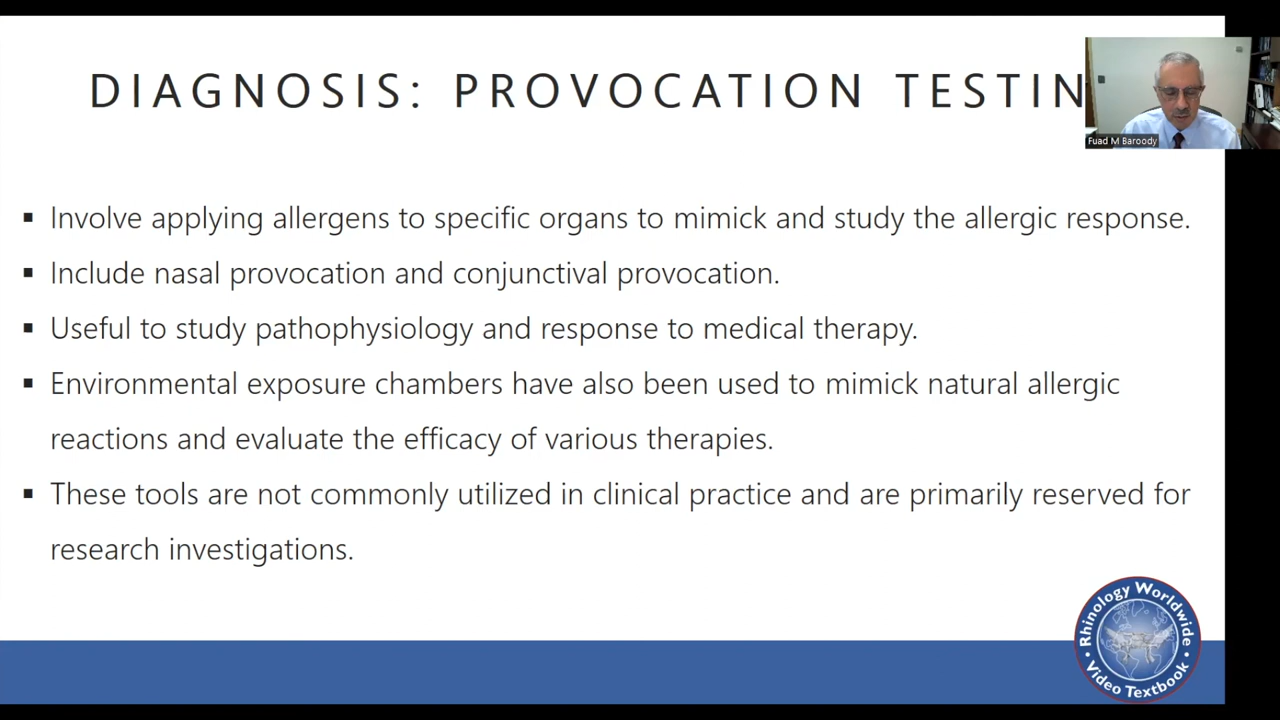 DIAGNOSIS: PROVOCATION TESTIN
Fuad M Baroody
▪ Involve applying allergens to specific organs to mimick and study the allergic response.
▪ Include nasal provocation and conjunctival provocation.
▪ Useful to study pathophysiology and response to medical therapy.
▪ Environmental exposure chambers have also been used to mimick natural allergic
reactions and evaluate the efficacy of various therapies.
▪ These tools are not commonly utilized in clinical practice and are primarily reserved for
research investigations.
Rhinology Worldwide
• Video Textbook •